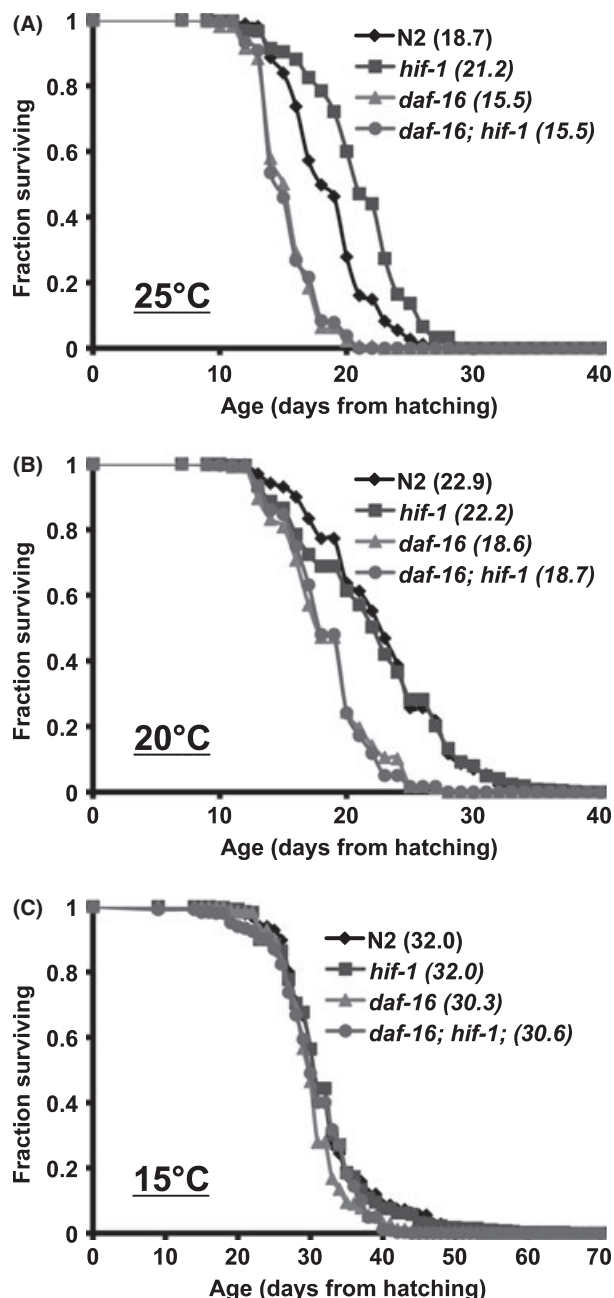 (A)
1
0.8
0.6
0.4
0.2
0
Fraction surviving
N2 (18.7)
hif-1 (21.2)
daf-16 (15.5)
daf-16; hif-1 (15.5)
25°C
0 10 20 30 40
Age (days from hatching)
(B)
1
0.8
0.6
0.4
0.2
0
Fraction surviving
N2 (22.9)
hif-1 (22.2)
daf-16 (18.6)
daf-16; hif-1 (18.7)
20°C
0 10 20 30 40
Age (days from hatching)
(C)
1
0.8
0.6
0.4
0.2
0
Fraction surviving
N2 (32.0)
hif-1 (32.0)
daf-16 (30.3)
daf-16; hif-1; (30.6)
15°C
0 10 20 30 40 50 60 70
Age (days from hatching)